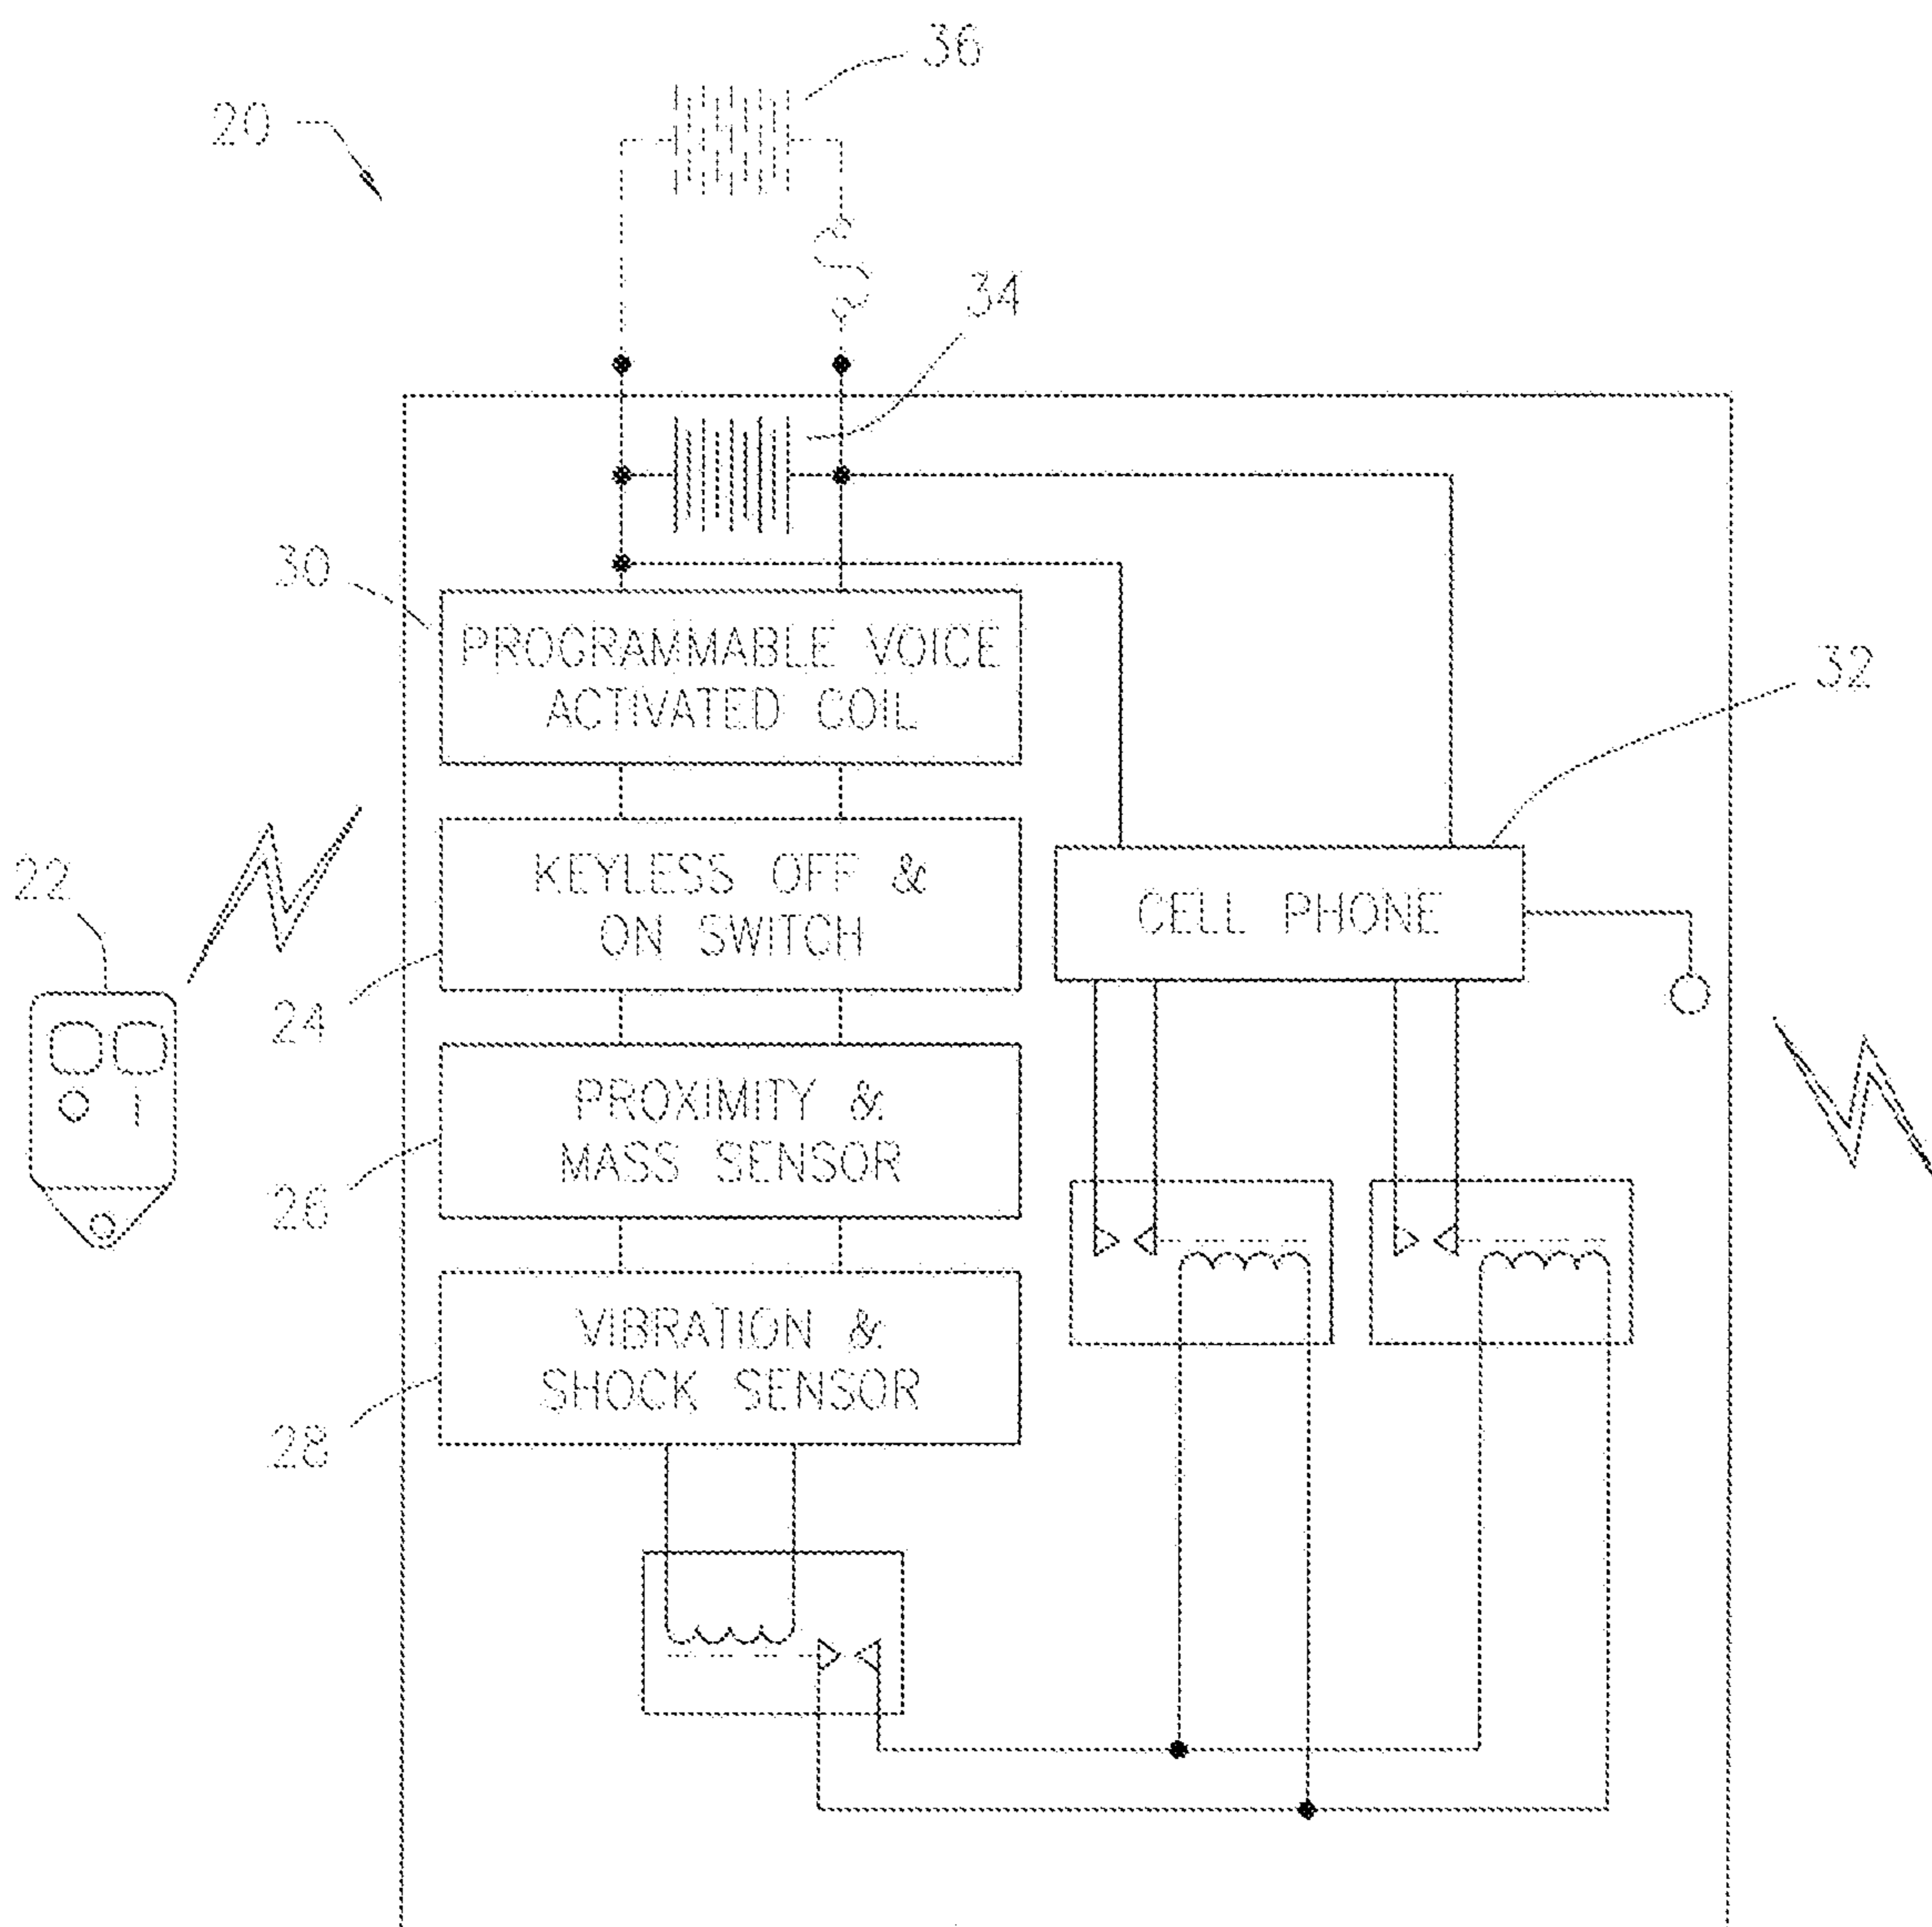 36
20
34
30
PROGRAMMABLE VOICE
ACTIVATED COIL
32
22
KEYLESS OFF &
ON SWITCH
CELL PHONE
24
PROXIMITY &
MASS SENSOR
26
VIBRATION &
SHOCK SENSOR
28